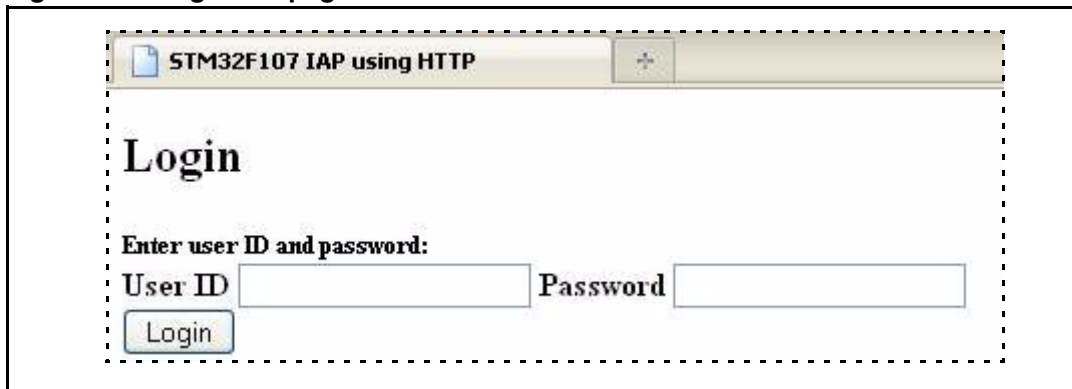 STM32F107 IAP using HTTP
Login
Enter user ID and password:
User ID Password
Login